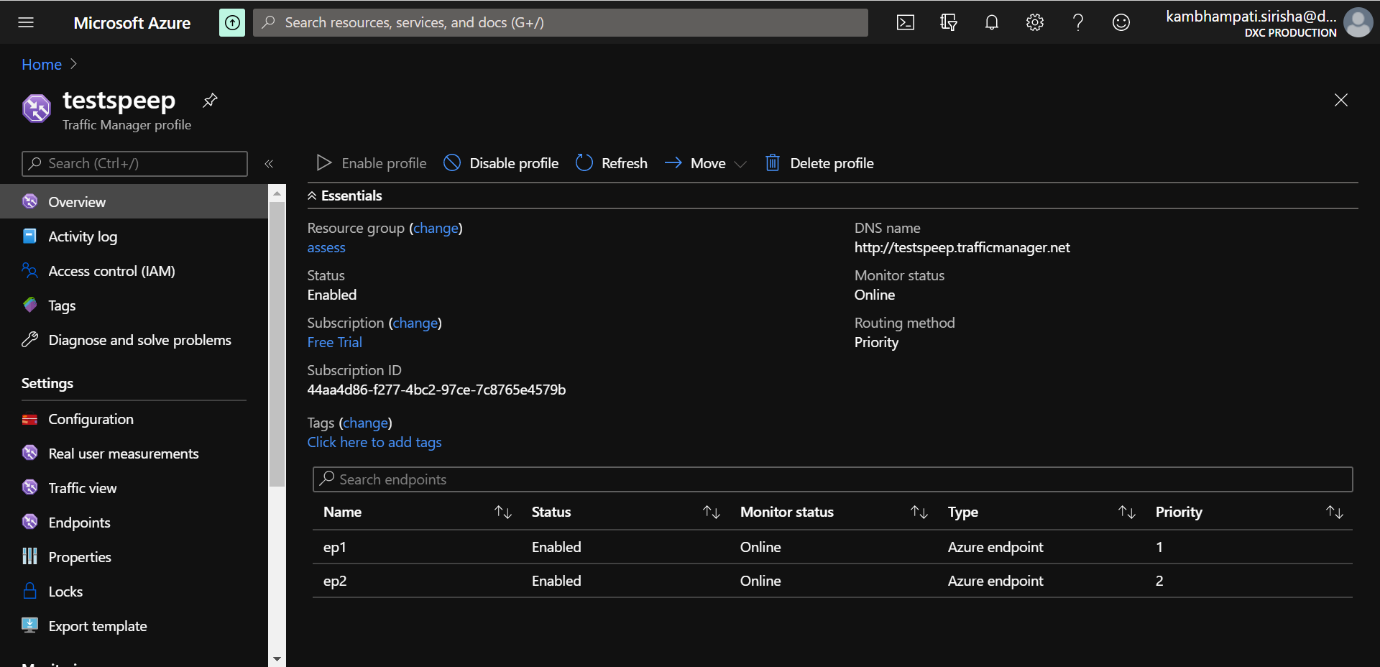 Microsoft Azure
Search resources, services, and docs (G+/)
kambhampati.sirisha@d...
DXC PRODUCTION
Home
testspeep
Traffic Manager profile
Search (Ctrl+/)
Enable profile
Disable profile
Refresh
Move
Delete profile
Overview
Activity log
Access control (IAM)
Tags
Diagnose and solve problems
Settings
Configuration
Real user measurements
Traffic view
Endpoints
Properties
Locks
Export template
Essentials
Resource group (change)
assess
Status
Enabled
Subscription (change)
Free Trial
Subscription ID
44aa4d86-f277-4bc2-97ce-7c8765e4579b
Tags (change)
Click here to add tags
DNS name
http://testspeep.trafficmanager.net
Monitor status
Online
Routing method
Priority
Search endpoints
Name Status Monitor status Type Priority
ep1 Enabled Online Azure endpoint 1
ep2 Enabled Online Azure endpoint 2